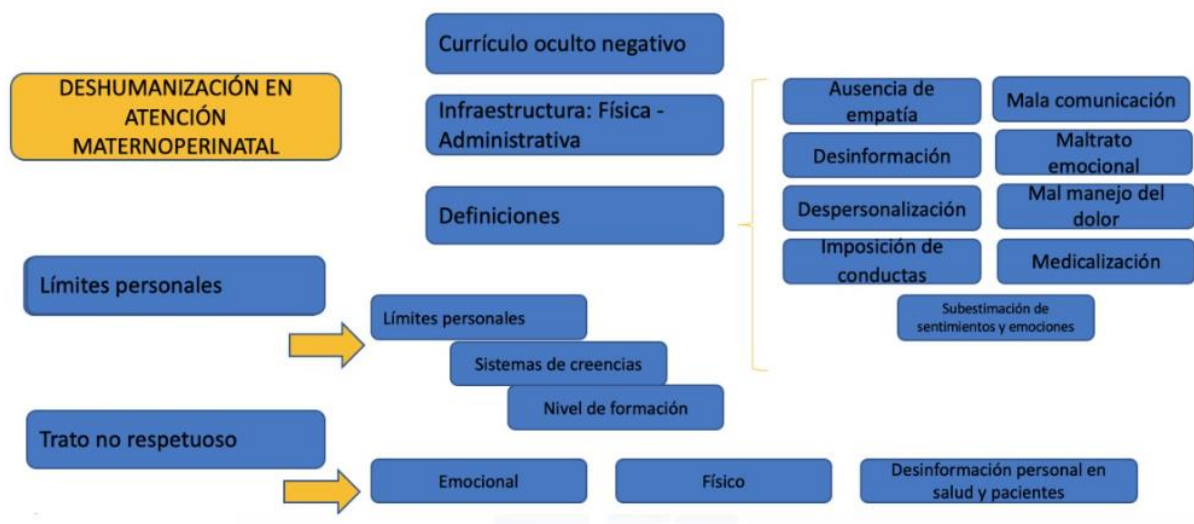 DESHUMANIZACIÓN EN
ATENCIÓN
MATERNOPERINATAL
Currículo oculto negativo
Infraestructura: Física -
Administrativa
Definiciones
Ausencia de
empatía
Mala comunicación
Desinformación
Maltrato
emocional
Despersonalización
Mal manejo del
dolor
Imposición de
conductas
Medicalización
Subestimación de
sentimientos y emociones
Límites personales
Límites personales
Sistemas de creencias
Nivel de formación
Trato no respetuoso
Emocional
Físico
Desinformación personal en
salud y pacientes